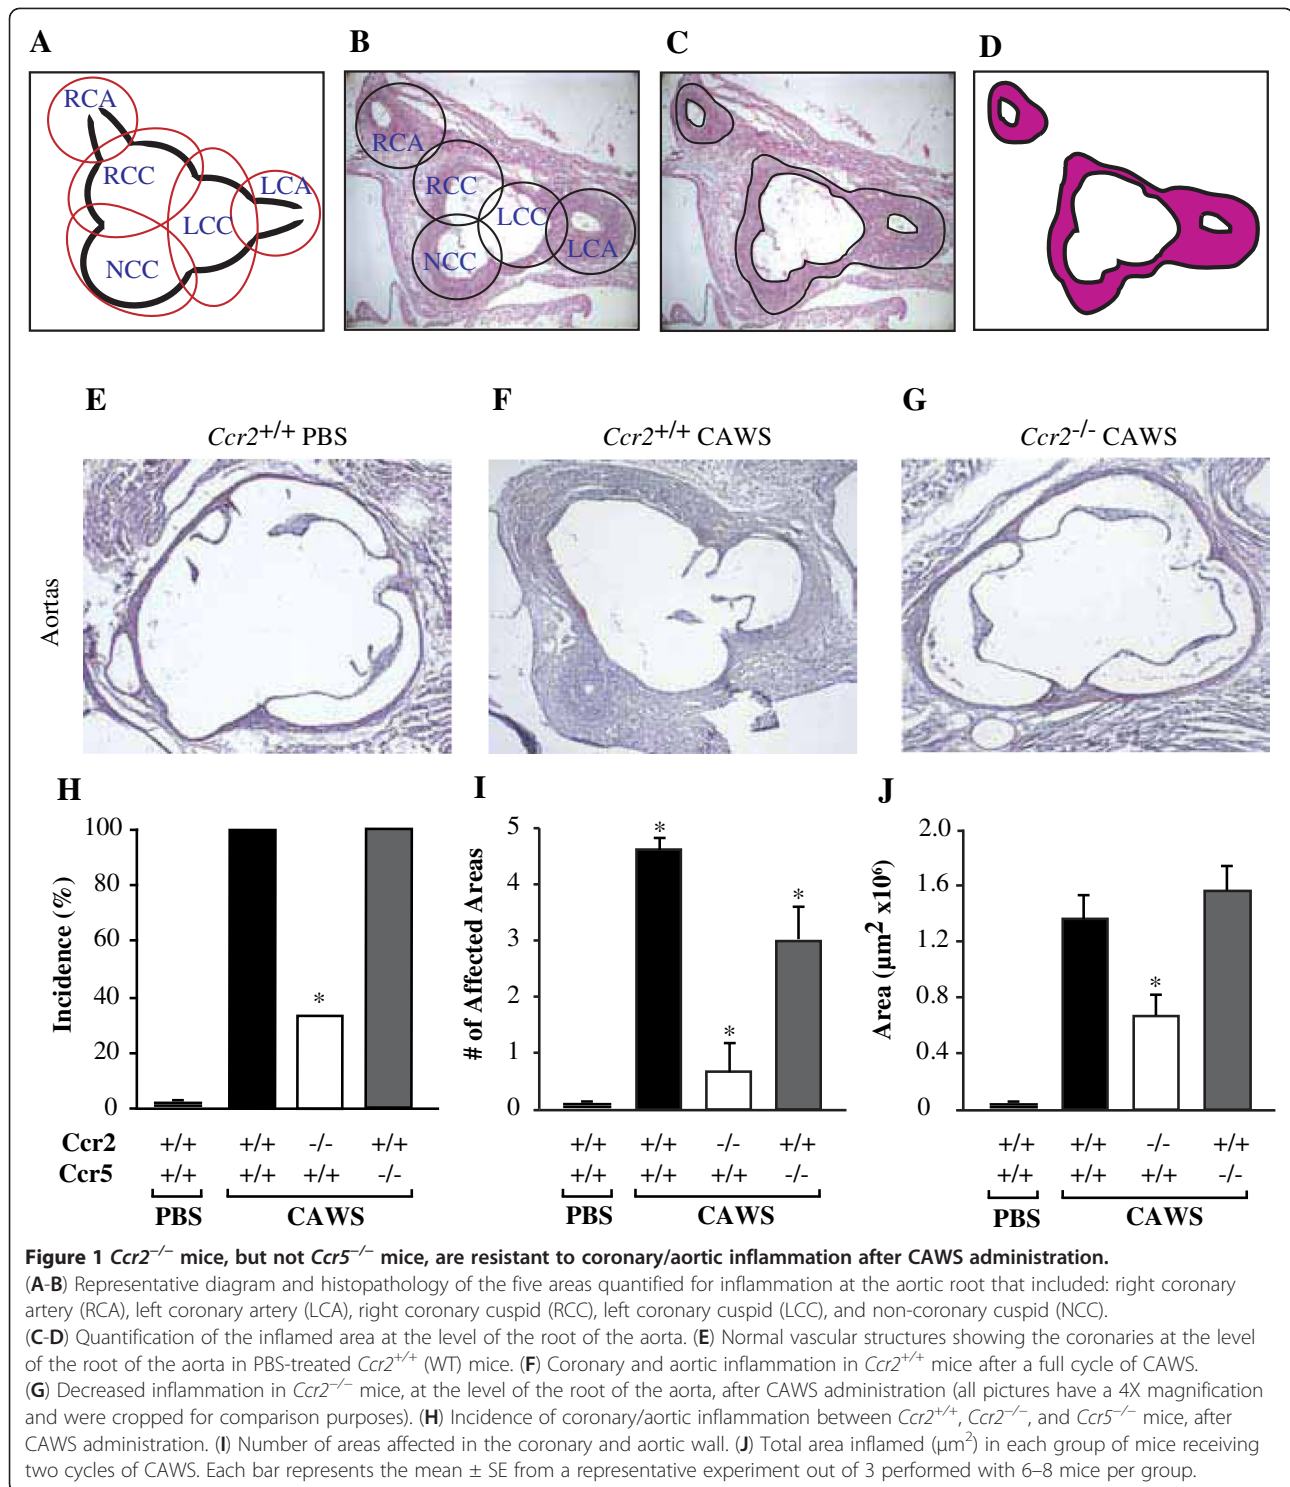 A
B
C
D
RCA
RCC
LCA
LCC
NCC
RCA
RCC
LCC
NCC
LCA
E
F
G
Ccr2+/+ PBS
Ccr2+/+ CAWS
Ccr2-/- CAWS
Aortas
H
I
J
Incidence (%)
100
80
60
40
20
0
*
# of Affected Areas
5
4
3
2
1
0
*
*
*
Area (µm² x10⁶)
2.0
1.6
1.2
0.8
0.4
0
*
Ccr2 +/+ +/+ -/- +/+
Ccr5 +/+ +/+ +/+ -/-
PBS CAWS
+/+ +/+ -/- +/+
+/+ +/+ +/+ -/-
PBS CAWS
+/+ +/+ -/- +/+
+/+ +/+ +/+ -/-
PBS CAWS
Figure 1 Ccr2−/− mice, but not Ccr5−/− mice, are resistant to coronary/aortic inflammation after CAWS administration.
(A-B) Representative diagram and histopathology of the five areas quantified for inflammation at the aortic root that included: right coronary
artery (RCA), left coronary artery (LCA), right coronary cuspid (RCC), left coronary cuspid (LCC), and non-coronary cuspid (NCC).
(C-D) Quantification of the inflamed area at the level of the root of the aorta. (E) Normal vascular structures showing the coronaries at the level
of the root of the aorta in PBS-treated Ccr2+/+ (WT) mice. (F) Coronary and aortic inflammation in Ccr2+/+ mice after a full cycle of CAWS.
(G) Decreased inflammation in Ccr2−/− mice, at the level of the root of the aorta, after CAWS administration (all pictures have a 4X magnification
and were cropped for comparison purposes). (H) Incidence of coronary/aortic inflammation between Ccr2+/+, Ccr2−/−, and Ccr5−/− mice, after
CAWS administration. (I) Number of areas affected in the coronary and aortic wall. (J) Total area inflamed (µm²) in each group of mice receiving
two cycles of CAWS. Each bar represents the mean ± SE from a representative experiment out of 3 performed with 6–8 mice per group.